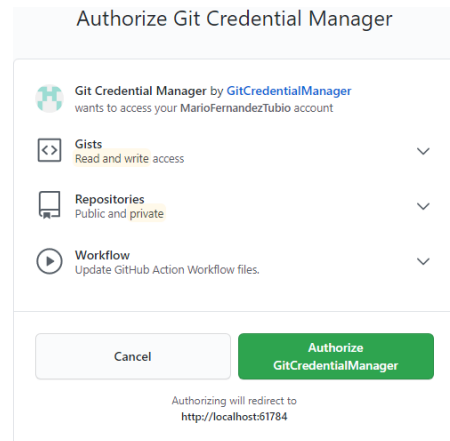 Authorize Git Credential Manager
Git Credential Manager by GitCredentialManager
wants to access your MarioFernandezTubio account
Gists
Read and write access
Repositories
Public and private
Workflow
Update GitHub Action Workflow files.
Cancel
Authorize
GitCredentialManager
Authorizing will redirect to
http://localhost:61784